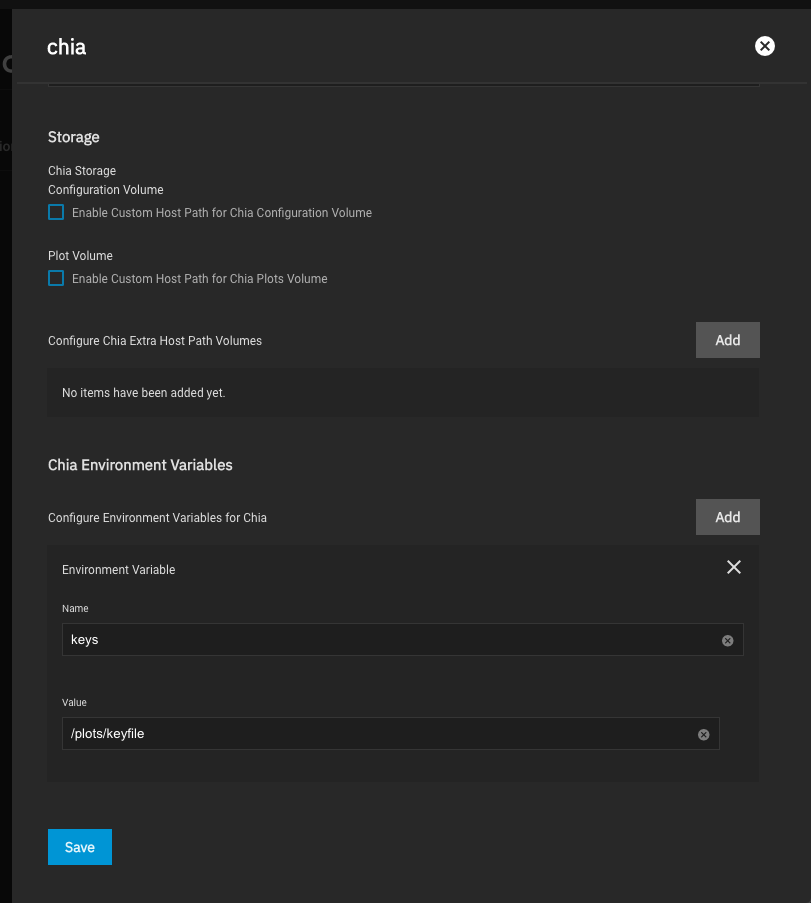 chia
Storage
Chia Storage
Configuration Volume
Enable Custom Host Path for Chia Configuration Volume
Plot Volume
Enable Custom Host Path for Chia Plots Volume
Configure Chia Extra Host Path Volumes
Add
No items have been added yet.
Chia Environment Variables
Configure Environment Variables for Chia
Add
Environment Variable
Name
keys
Value
/plots/keyfile
Save